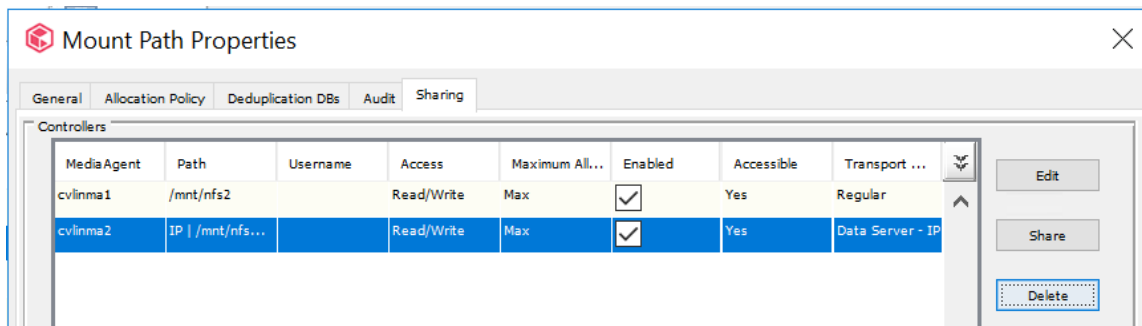 Mount Path Properties
General Allocation Policy Deduplication DBs Audit Sharing
Controllers
MediaAgent Path Username Access Maximum All... Enabled Accessible Transport ...
Edit
cvlinma1 /mnt/nfs2 Read/Write Max Yes Regular
cvlinma2 IP | /mnt/nfs... Read/Write Max Yes Data Server - IP
Share
Delete